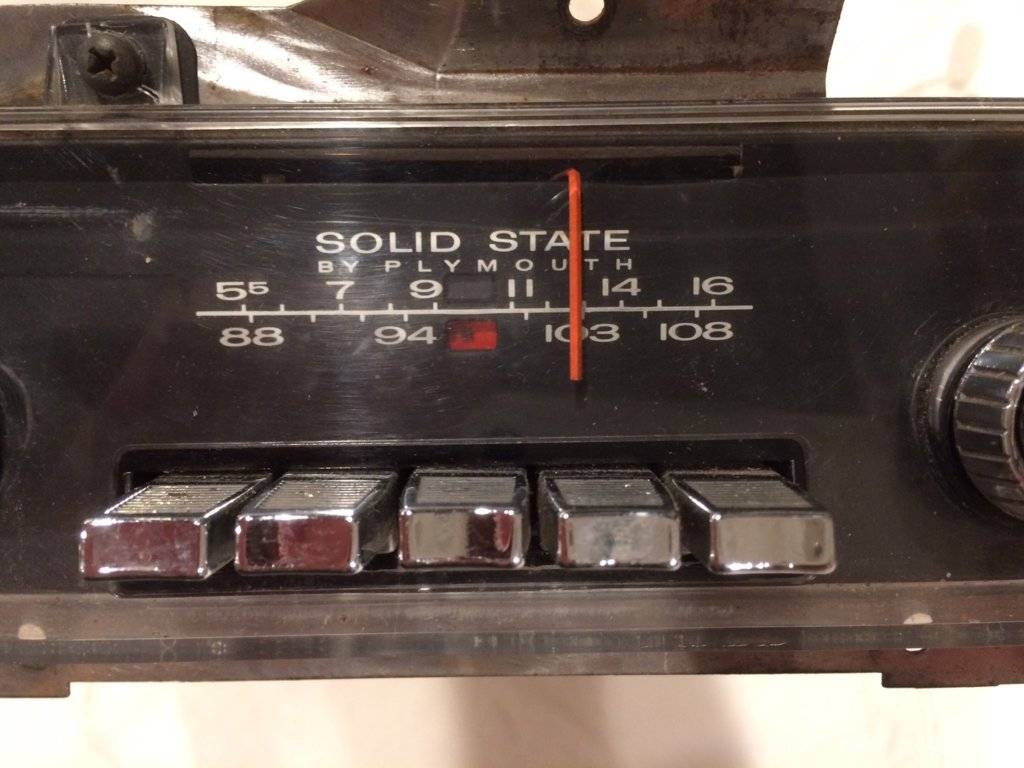 SOLID STATE
BY PLYMOUTH
55 7 9 11 14 16
88 94 103 108